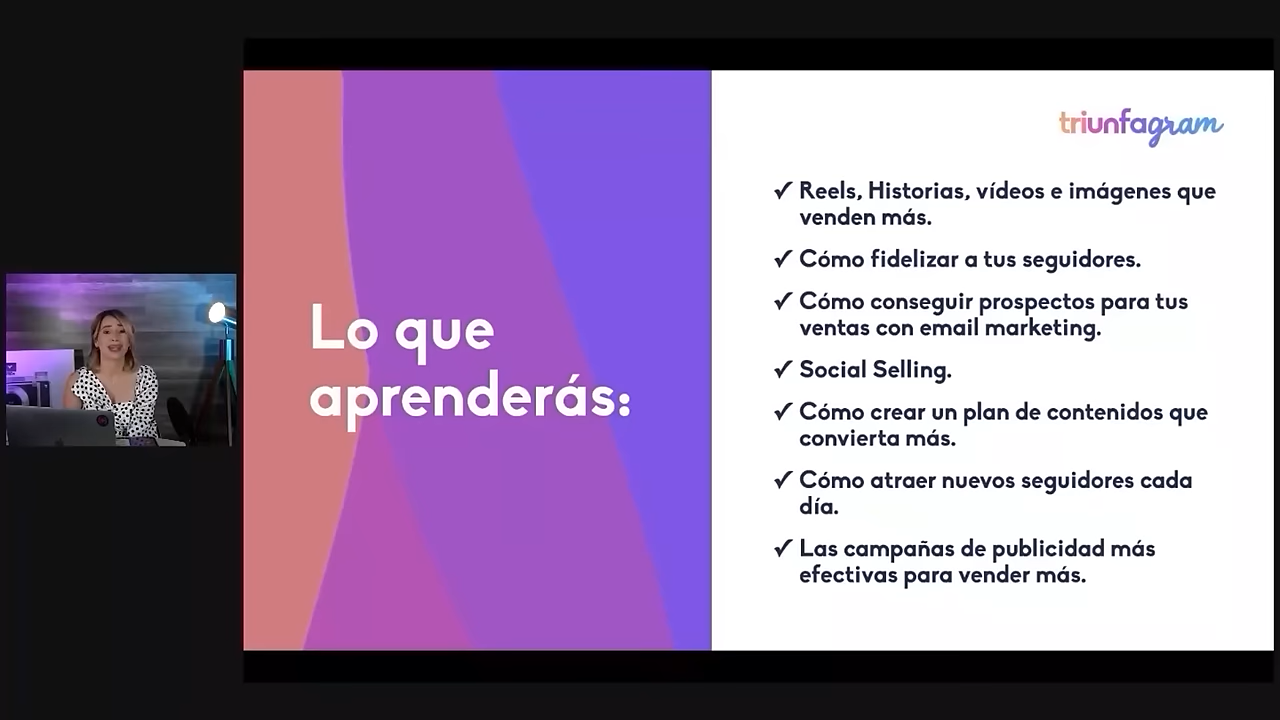 triunfagram
Lo que
aprenderás:
✓ Reels, Historias, vídeos e imágenes que
venden más.
✓ Cómo fidelizar a tus seguidores.
✓ Cómo conseguir prospectos para tus
ventas con email marketing.
✓ Social Selling.
✓ Cómo crear un plan de contenidos que
convierta más.
✓ Cómo atraer nuevos seguidores cada
día.
✓ Las campañas de publicidad más
efectivas para vender más.